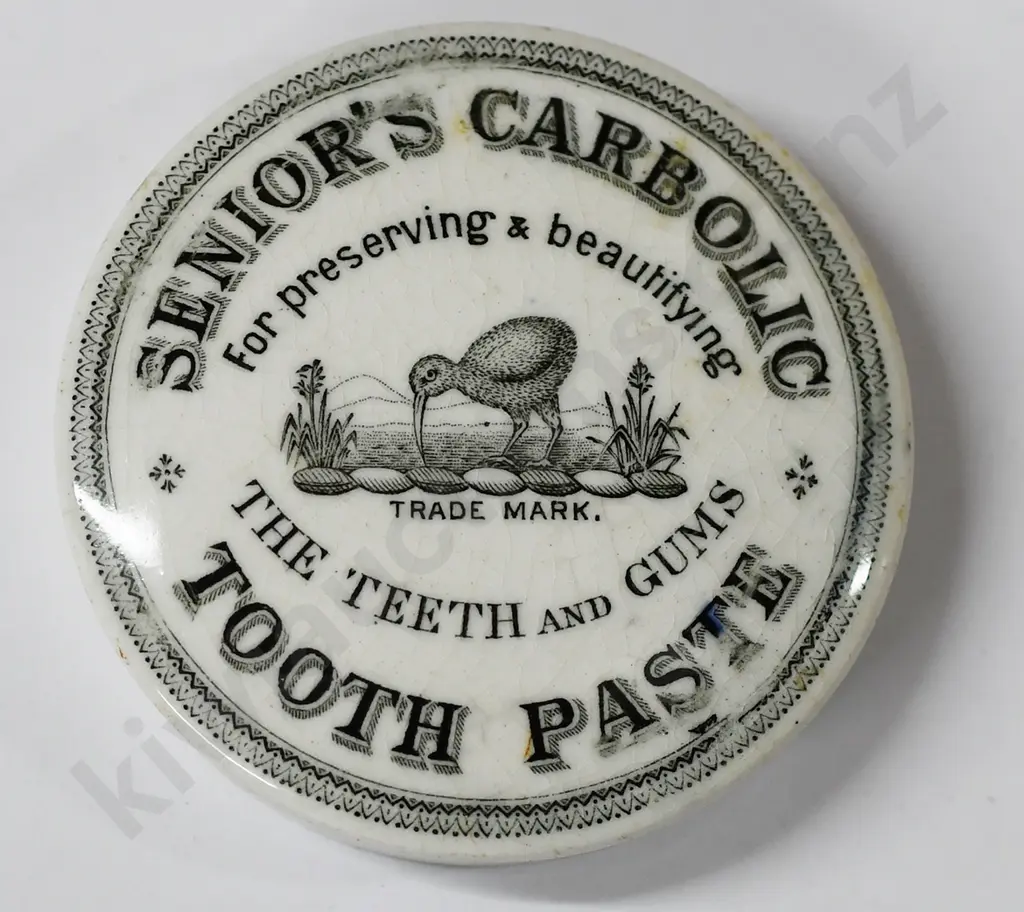 SENIOR'S CARBOLIC
For preserving & beautifying
TRADE MARK.
THE TEETH AND GUMS
TOOTH PASTE